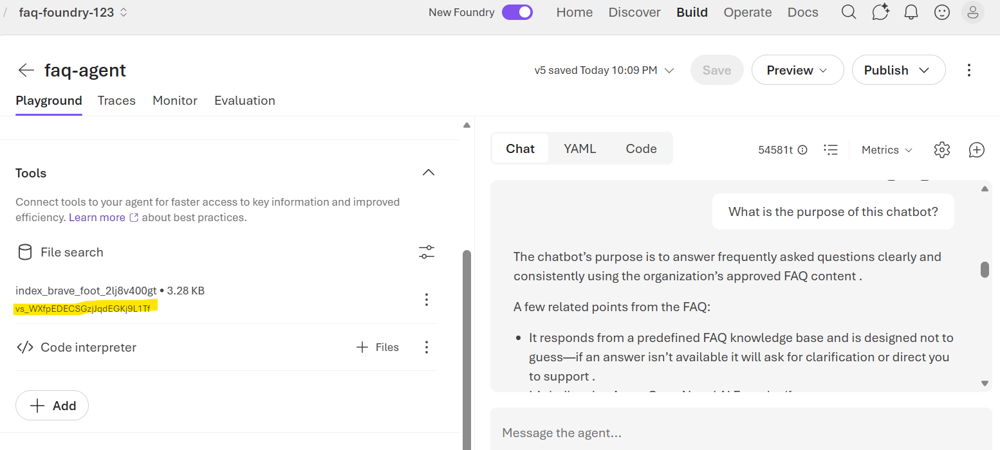 / faq-foundry-123
New Foundry Home Discover Build Operate Docs
faq-agent
v5 saved Today 10:09 PM Save Preview Publish
Playground Traces Monitor Evaluation
Tools
Connect tools to your agent for faster access to key information and improved
efficiency. Learn more about best practices.
File search
index_brave_foot_2lj8v400gt • 3.28 KB
vs_WXfpEDECSGzjJqdEGKj9L1Tf
Code interpreter + Files
+ Add
Chat YAML Code 54581t Metrics
What is the purpose of this chatbot?
The chatbot’s purpose is to answer frequently asked questions clearly and
consistently using the organization’s approved FAQ content .
A few related points from the FAQ:
• It responds from a predefined FAQ knowledge base and is designed not to
guess—if an answer isn’t available it will ask for clarification or direct you
to support .
Message the agent...